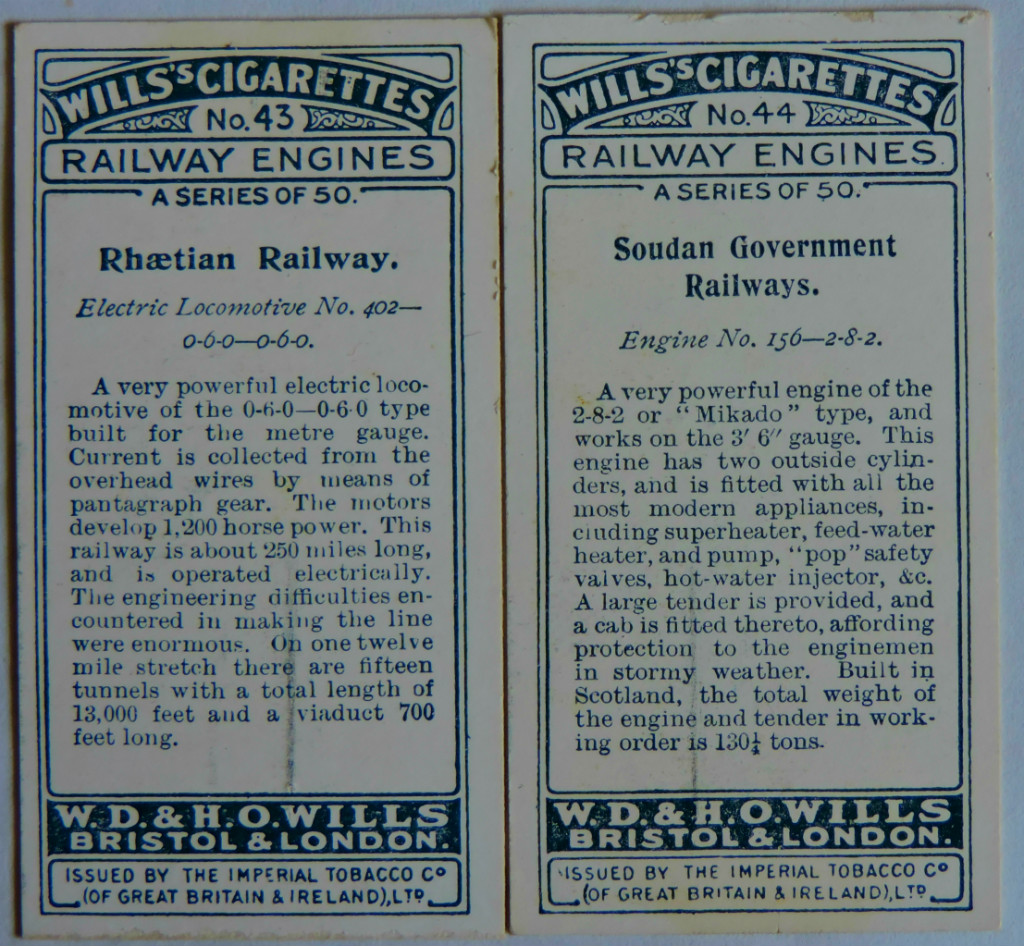 WILL'S'S CIGARETTES
No. 43
RAILWAY ENGINES
A SERIES OF 50.
Rhætian Railway.
Electric Locomotive No. 402—
0-6-0—0-6-0.
A very powerful electric loco-
motive of the 0-6-0—0-6 0 type
built for the metre gauge.
Current is collected from the
overhead wires by means of
pantagraph gear. The motors
develop 1,200 horse power. This
railway is about 250 miles long,
and is operated electrically.
The engineering difficulties en-
countered in making the line
were enormous. On one twelve
mile stretch there are fifteen
tunnels with a total length of
13,000 feet and a viaduct 700
feet long.
W. D. & H. O. WILLS
BRISTOL & LONDON.
ISSUED BY THE IMPERIAL TOBACCO Co
(OF GREAT BRITAIN & IRELAND), LTD.
WILLS'S CIGARETTES
No. 44
RAILWAY ENGINES.
A SERIES OF 50.
Soudan Government
Railways.
Engine No. 156—2-8-2.
A very powerful engine of the
2-8-2 or "Mikado" type, and
works on the 3' 6" gauge. This
engine has two outside cylin-
ders, and is fitted with all the
most modern appliances, in-
cluding superheater, feed-water
heater, and pump, "pop" safety
valves, hot-water injector, &c.
A large tender is provided, and
a cab is fitted thereto, affording
protection to the enginemen
in stormy weather. Built in
Scotland, the total weight of
the engine and tender in work-
ing order is 130¼ tons.
W. D. & H. O. WILLS
BRISTOL & LONDON.
ISSUED BY THE IMPERIAL TOBACCO Co
(OF GREAT BRITAIN & IRELAND), LTD.